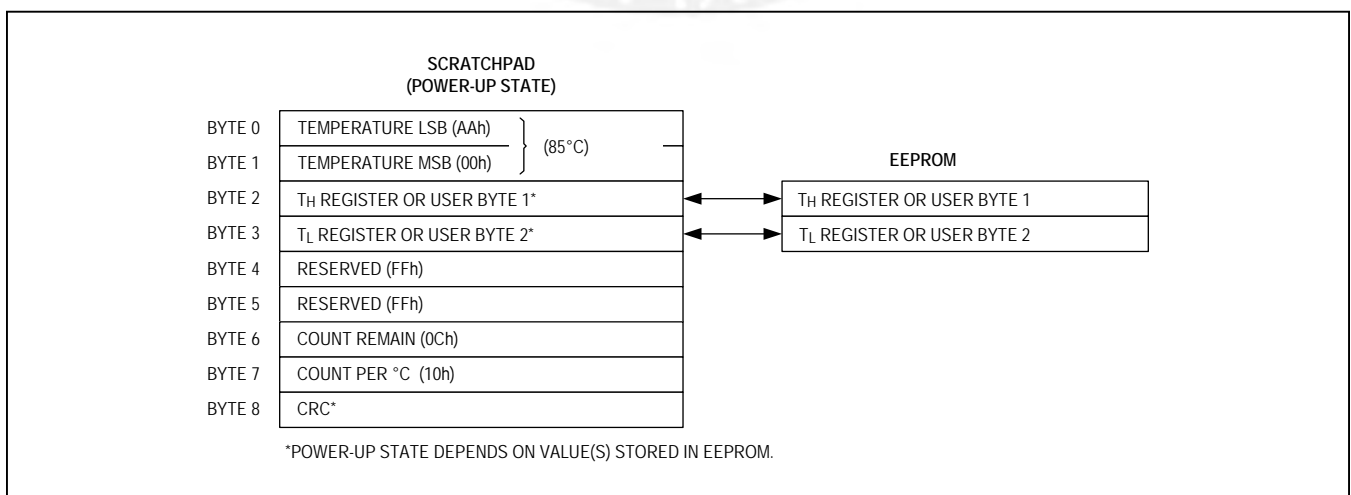 SCRATCHPAD
(POWER-UP STATE)
BYTE 0 TEMPERATURE LSB (AAh)
(85°C)
BYTE 1 TEMPERATURE MSB (00h)
EEPROM
BYTE 2 TH REGISTER OR USER BYTE 1* TH REGISTER OR USER BYTE 1
BYTE 3 TL REGISTER OR USER BYTE 2* TL REGISTER OR USER BYTE 2
BYTE 4 RESERVED (FFh)
BYTE 5 RESERVED (FFh)
BYTE 6 COUNT REMAIN (0Ch)
BYTE 7 COUNT PER °C (10h)
BYTE 8 CRC*
*POWER-UP STATE DEPENDS ON VALUE(S) STORED IN EEPROM.